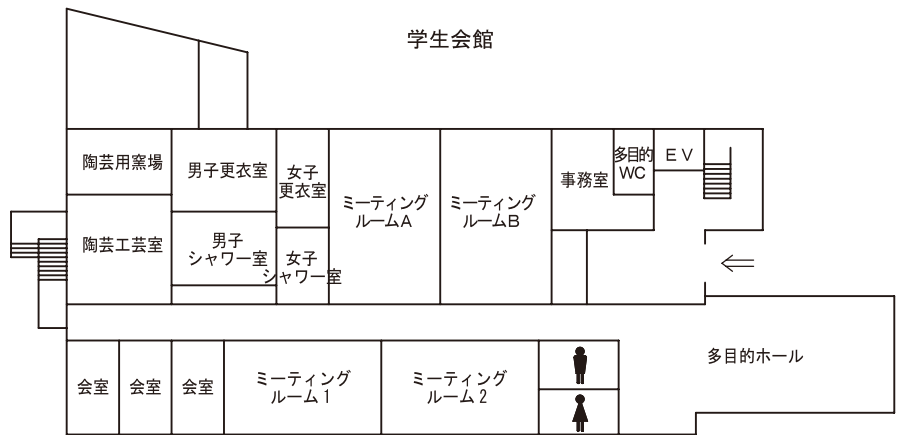 学生会館
陶芸用窯場
男子更衣室
女子
更衣室
ミーティング
ルームA
ミーティング
ルームB
事務室
多目的
WC
EV
陶芸工芸室
男子
シャワー室
女子
シャワー室
多目的ホール
会室
会室
会室
ミーティング
ルーム1
ミーティング
ルーム2